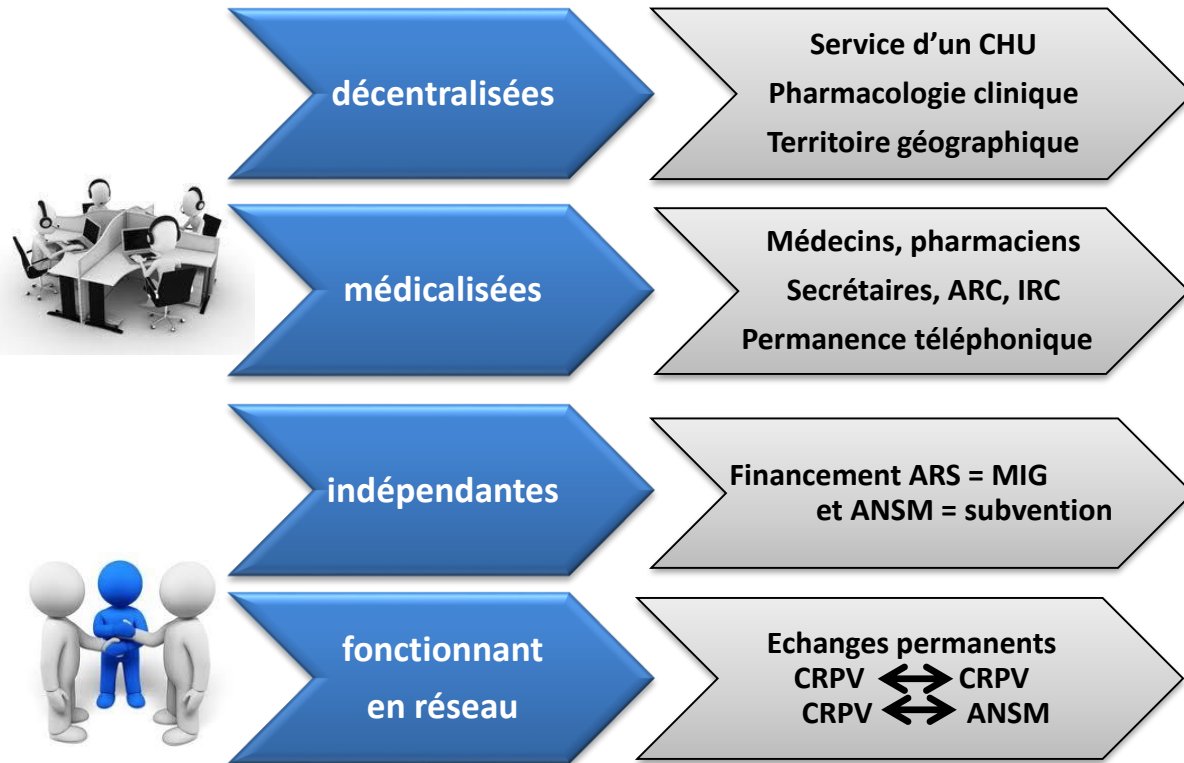 décentralisées
Service d'un CHU
Pharmacologie clinique
Territoire géographique
médicalisées
Médecins, pharmaciens
Secrétaires, ARC, IRC
Permanence téléphonique
indépendantes
Financement ARS = MIG
et ANSM = subvention
fonctionnant
en réseau
Echanges permanents
CRPV CRPV
CRPV ANSM